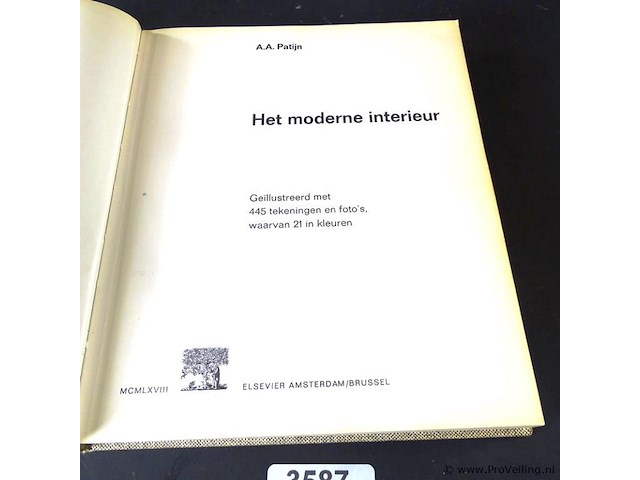 A.A. Patijn
Het moderne interieur
Geïllustreerd met
445 tekeningen en foto's,
waarvan 21 in kleuren
MCMLXVIII
ELSEVIER AMSTERDAM/BRUSSEL
3587
© www.ProVeiling.nl